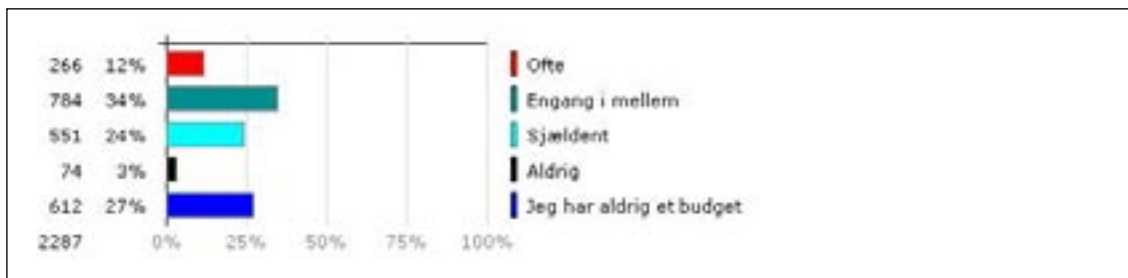 266 12% Ofte
784 34% Engang i mellem
551 24% Sjældent
74 3% Aldrig
612 27% Jeg har aldrig et budget
2287 0% 25% 50% 75% 100%